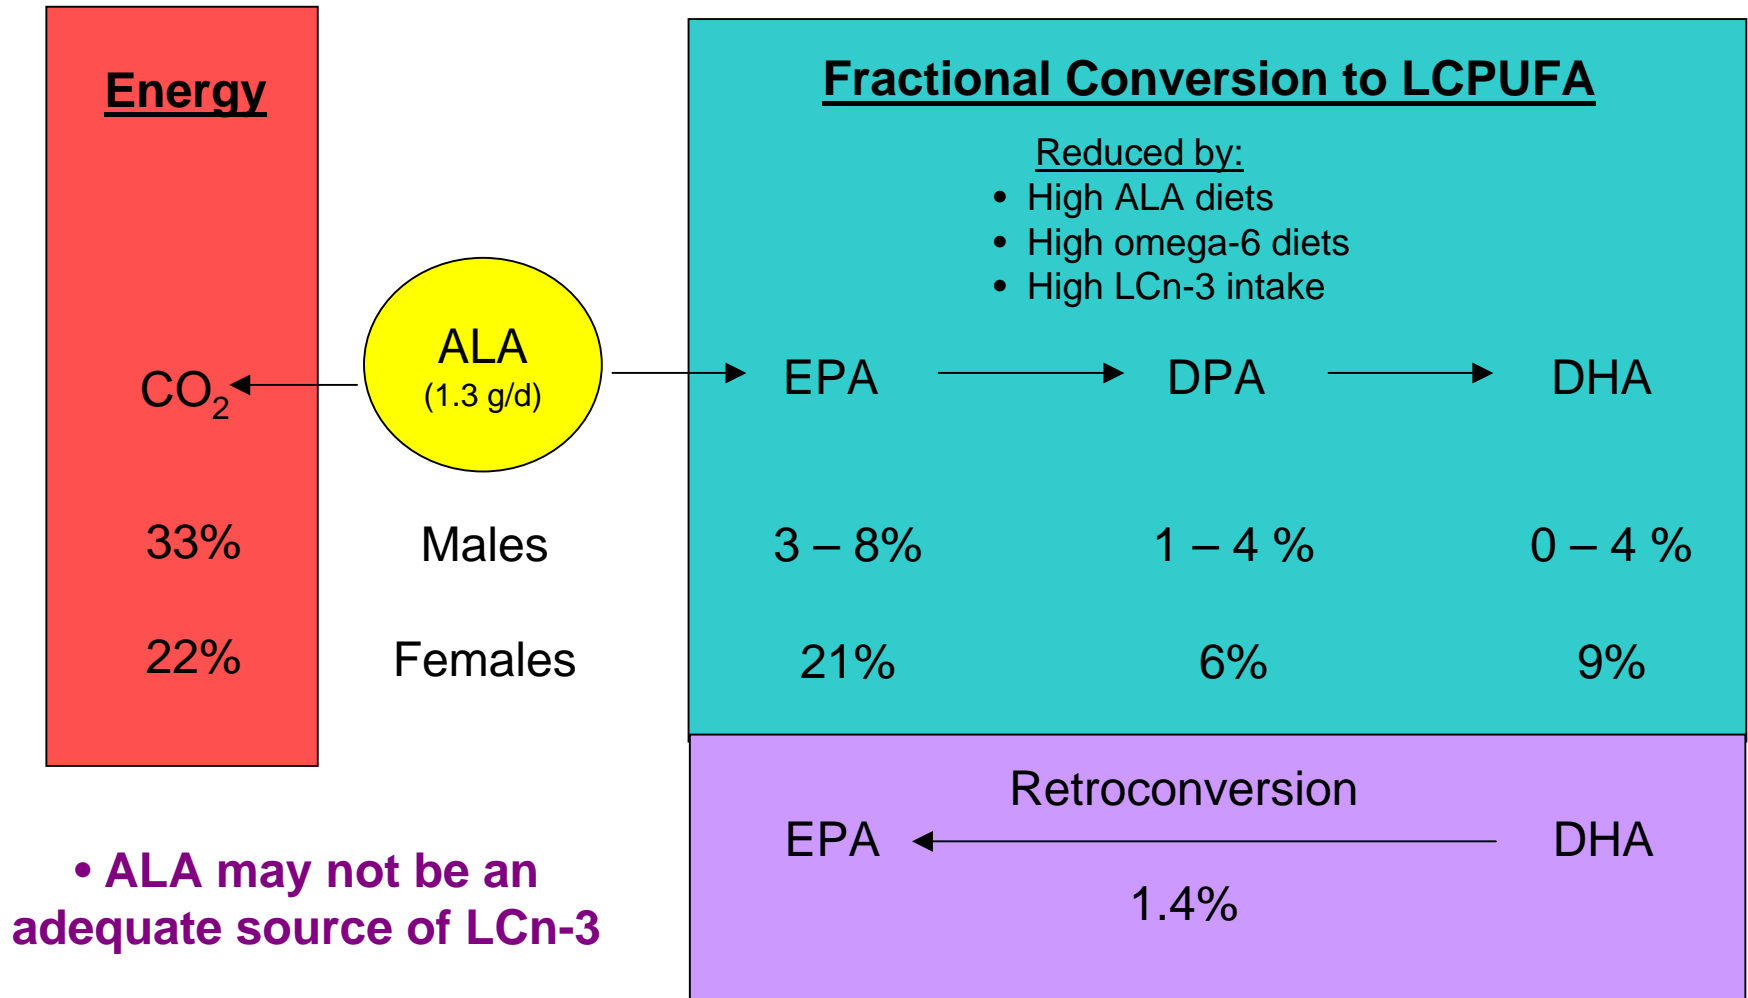 Energy
Fractional Conversion to LCPUFA
Reduced by:
• High ALA diets
• High omega-6 diets
• High LCn-3 intake
CO2
ALA
(1.3 g/d)
EPA
DPA
DHA
33%
Males
3 – 8%
1 – 4 %
0 – 4 %
22%
Females
21%
6%
9%
Retroconversion
EPA
DHA
1.4%
• ALA may not be an
adequate source of LCn-3